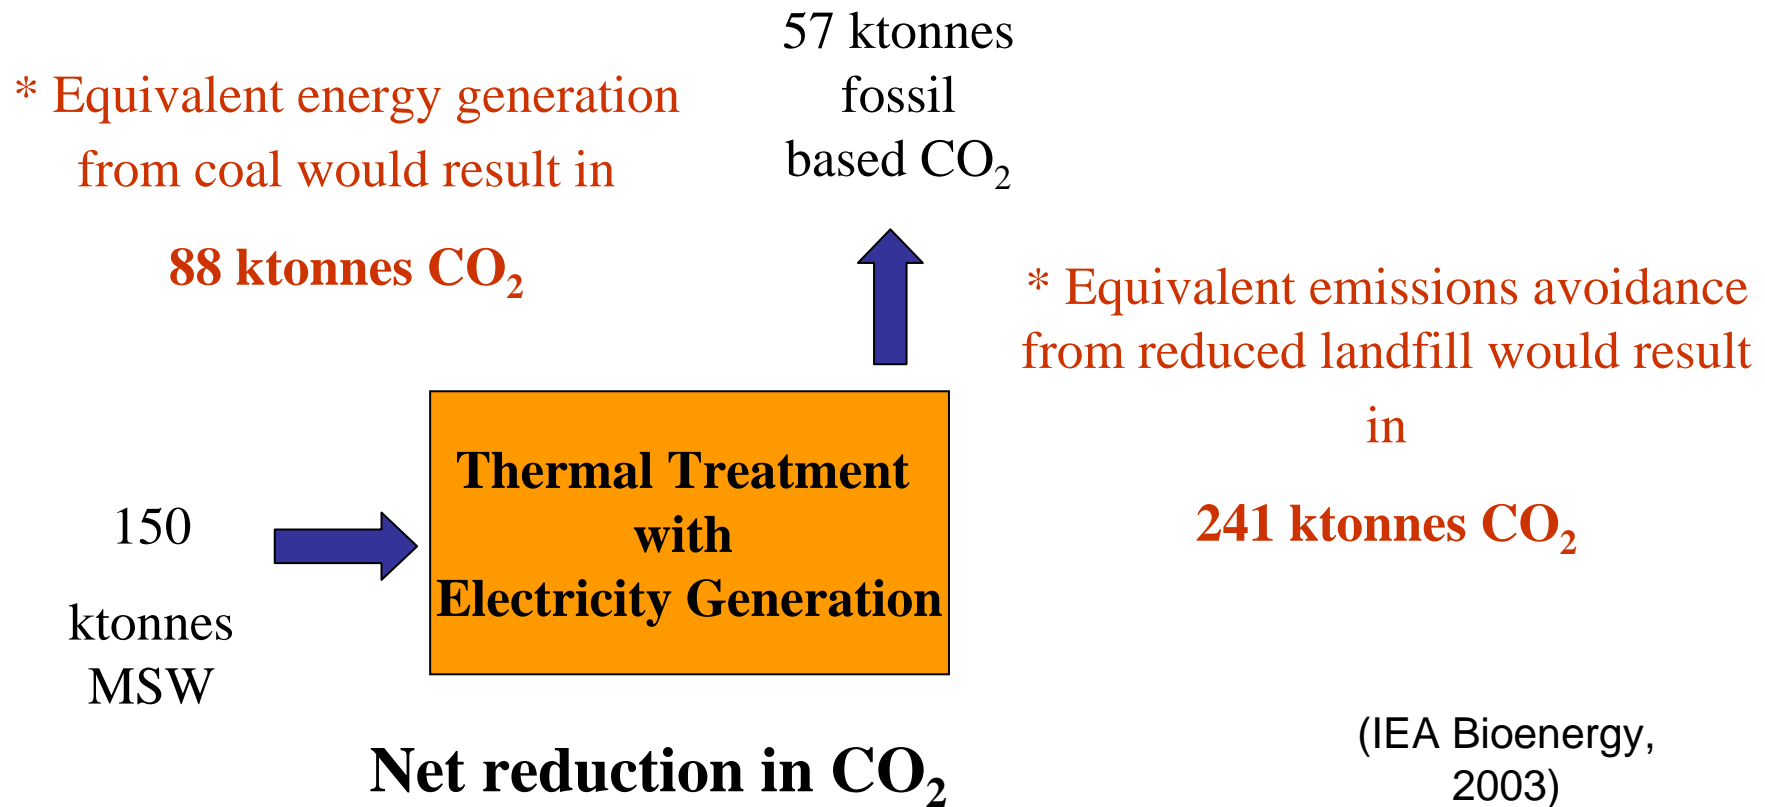 57 ktonnes
fossil
based CO₂
* Equivalent energy generation
from coal would result in
88 ktonnes CO₂
* Equivalent emissions avoidance
from reduced landfill would result
in
241 ktonnes CO₂
150
ktonnes
MSW
Thermal Treatment
with
Electricity Generation
Net reduction in CO₂
(IEA Bioenergy,
2003)